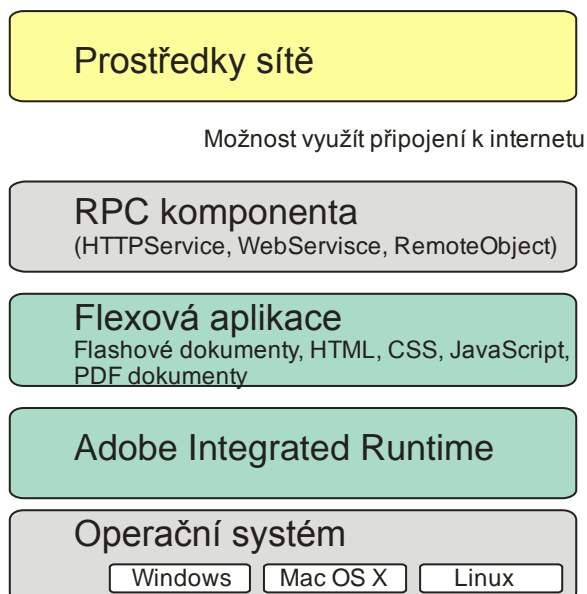 Prostředky sítě
Možnost využít připojení k internetu
RPC komponenta
(HTTPService, WebServisce, RemoteObject)
Flexová aplikace
Flashové dokumenty, HTML, CSS, JavaScript,
PDF dokumenty
Adobe Integrated Runtime
Operační systém
Windows Mac OS X Linux